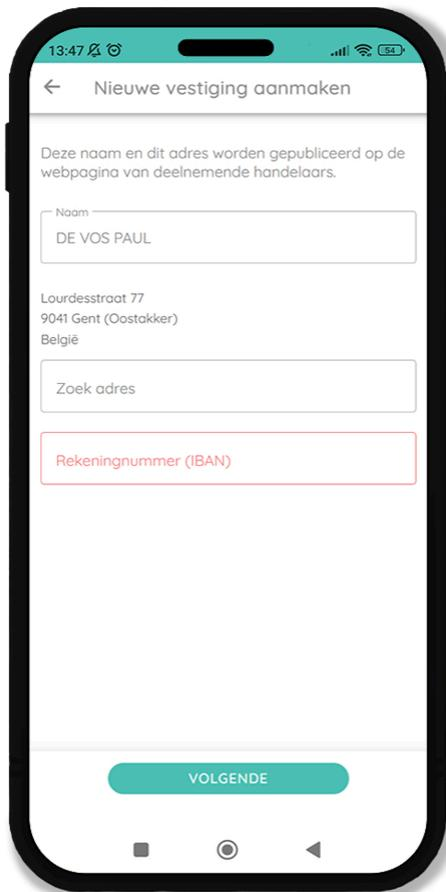 13:47
54
Nieuwe vestiging aanmaken
Deze naam en dit adres worden gepubliceerd op de
webpagina van deelnemende handelaars.
Naam
DE VOS PAUL
Lourdesstraat 77
9041 Gent (Oostakker)
België
Zoek adres
Rekeningnummer (IBAN)
VOLGENDE